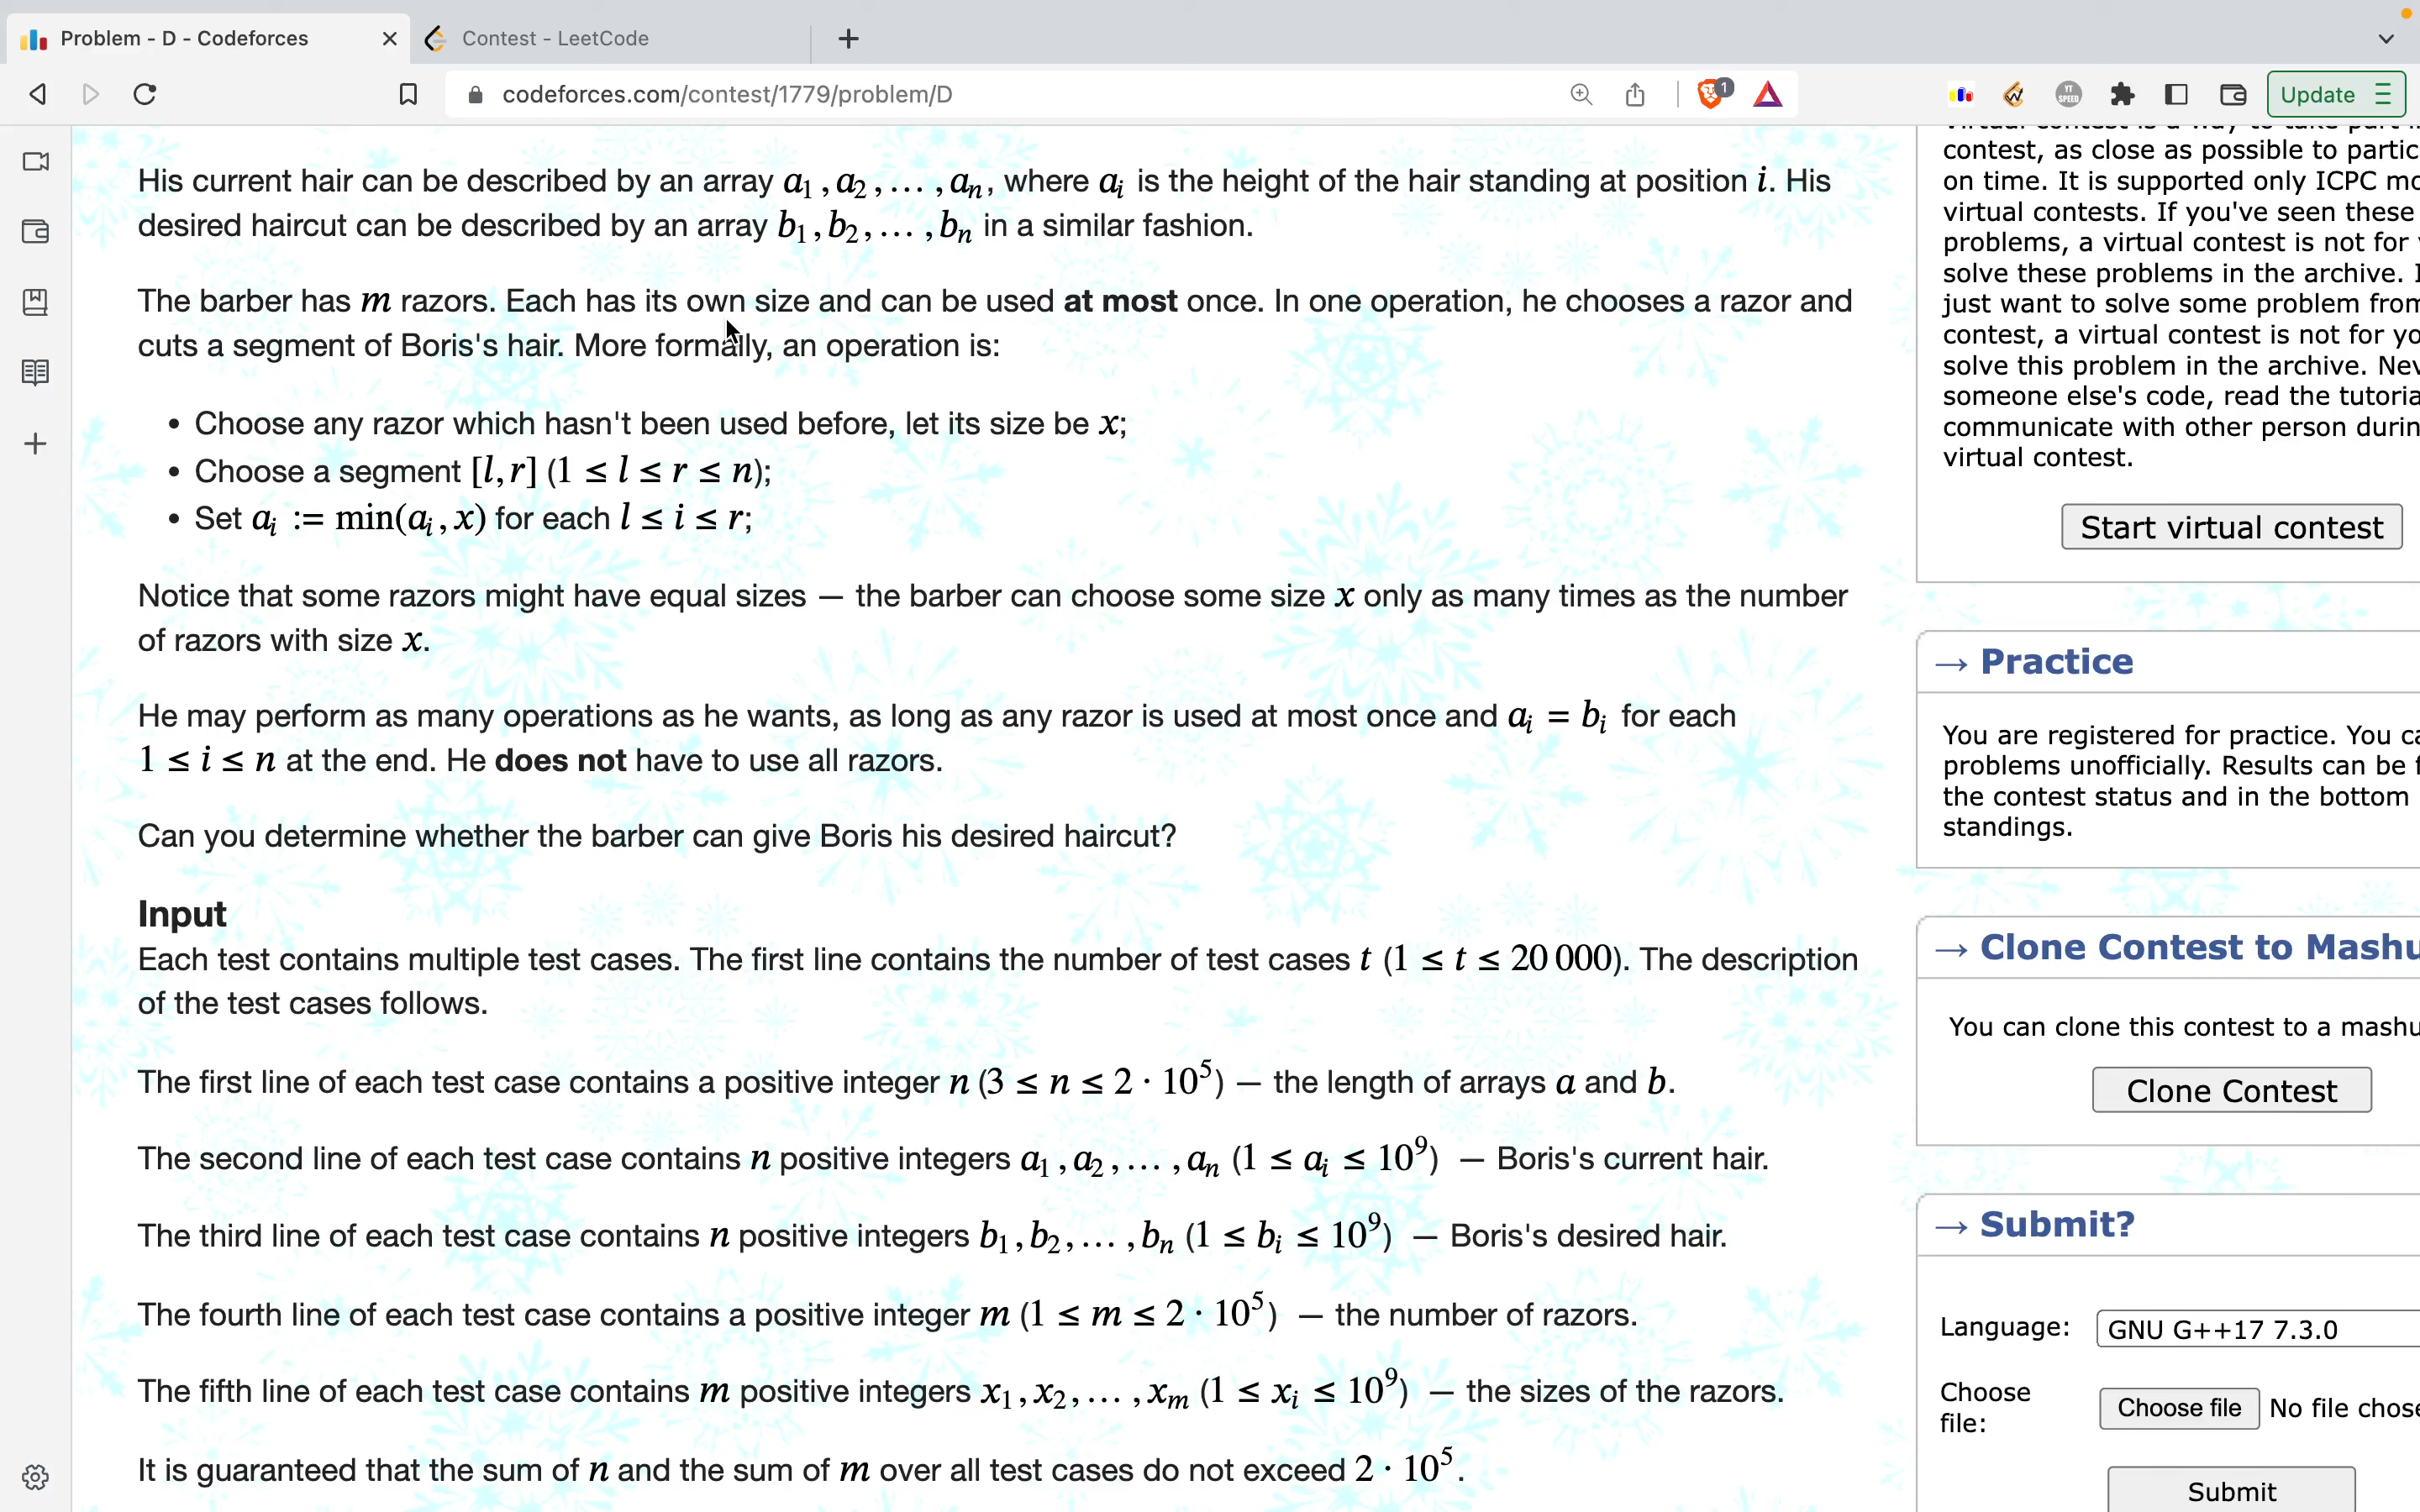 Problem - D - Codeforces
Contest - LeetCode
codeforces.com/contest/1779/problem/D
1
YT SPEED
Update
His current hair can be described by an array a₁, a₂, … , aₙ, where aᵢ is the height of the hair standing at position i. His
desired haircut can be described by an array b₁, b₂, … , bₙ in a similar fashion.
The barber has m razors. Each has its own size and can be used at most once. In one operation, he chooses a razor and
cuts a segment of Boris's hair. More formally, an operation is:
• Choose any razor which hasn't been used before, let its size be x;
• Choose a segment [l, r] (1 ≤ l ≤ r ≤ n);
• Set aᵢ := min(aᵢ, x) for each l ≤ i ≤ r;
Notice that some razors might have equal sizes — the barber can choose some size x only as many times as the number
of razors with size x.
He may perform as many operations as he wants, as long as any razor is used at most once and aᵢ = bᵢ for each
1 ≤ i ≤ n at the end. He does not have to use all razors.
Can you determine whether the barber can give Boris his desired haircut?
Input
Each test contains multiple test cases. The first line contains the number of test cases t (1 ≤ t ≤ 20 000). The description
of the test cases follows.
The first line of each test case contains a positive integer n (3 ≤ n ≤ 2 · 10⁵) — the length of arrays a and b.
The second line of each test case contains n positive integers a₁, a₂, … , aₙ (1 ≤ aᵢ ≤ 10⁹) — Boris's current hair.
The third line of each test case contains n positive integers b₁, b₂, … , bₙ (1 ≤ bᵢ ≤ 10⁹) — Boris's desired hair.
The fourth line of each test case contains a positive integer m (1 ≤ m ≤ 2 · 10⁵) — the number of razors.
The fifth line of each test case contains m positive integers x₁, x₂, … , xₘ (1 ≤ xᵢ ≤ 10⁹) — the sizes of the razors.
It is guaranteed that the sum of n and the sum of m over all test cases do not exceed 2 · 10⁵.
contest, as close as possible to partic
on time. It is supported only ICPC mo
virtual contests. If you've seen these
problems, a virtual contest is not for
solve these problems in the archive. I
just want to solve some problem from
contest, a virtual contest is not for yo
solve this problem in the archive. Nev
someone else's code, read the tutoria
communicate with other person durin
virtual contest.
Start virtual contest
→ Practice
You are registered for practice. You ca
problems unofficially. Results can be f
the contest status and in the bottom
standings.
→ Clone Contest to Mashu
You can clone this contest to a mashu
Clone Contest
→ Submit?
Language: GNU G++17 7.3.0
Choose file: Choose file No file chose
Submit